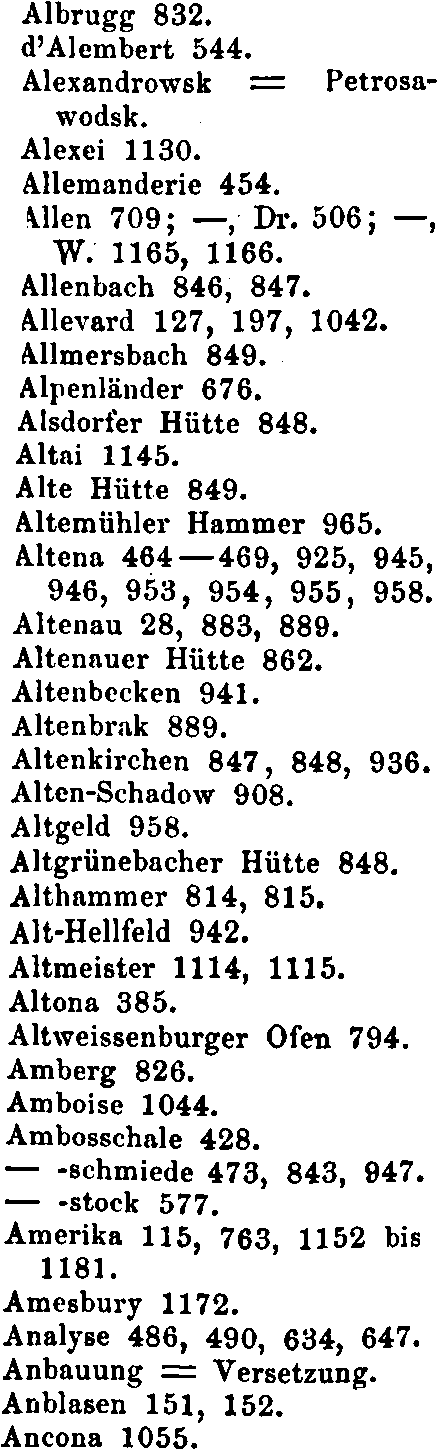 Albrugg 832.
d'Alembert 544.
Alexandrowsk = Petrosa-
wodsk.
Alexei 1130.
Allemanderie 454.
Allen 709; —, Dr. 506; —,
W. 1165, 1166.
Allenbach 846, 847.
Allevard 127, 197, 1042.
Allmersbach 849.
Alpenländer 676.
Alsdorfer Hütte 848.
Altai 1145.
Alte Hütte 849.
Altemühler Hammer 965.
Altena 464—469, 925, 945,
946, 953, 954, 955, 958.
Altenau 28, 883, 889.
Altenauer Hütte 862.
Altenbecken 941.
Altenbrak 889.
Altenkirchen 847, 848, 936.
Alten-Schadow 908.
Altgeld 958.
Altgrünebacher Hütte 848.
Althammer 814, 815.
Alt-Hellfeld 942.
Altmeister 1114, 1115.
Altona 385.
Altweissenburger Ofen 794.
Amberg 826.
Amboise 1044.
Ambosschale 428.
— -schmiede 473, 843, 947.
— -stock 577.
Amerika 115, 763, 1152 bis
1181.
Amesbury 1172.
Analyse 486, 490, 634, 647.
Anbauung = Versetzung.
Anblasen 151, 152.
Ancona 1055.